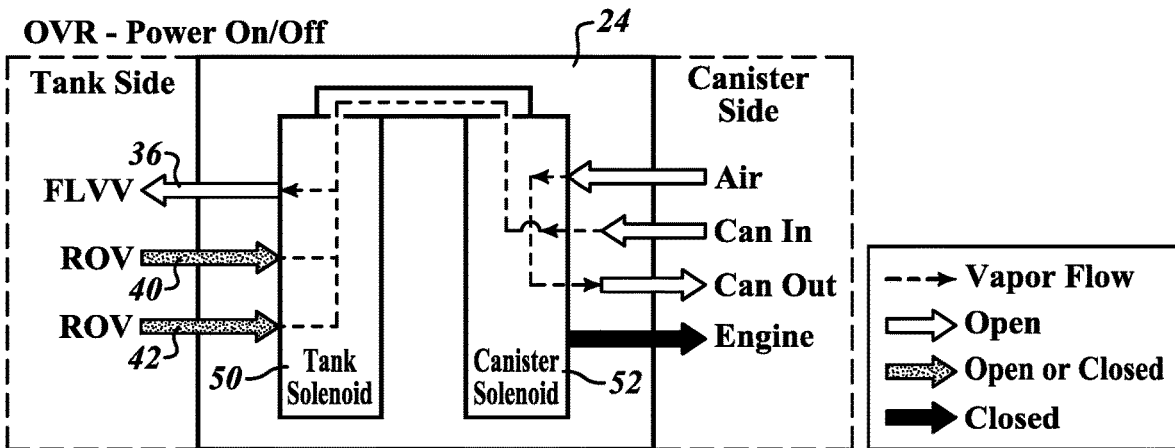 OVR - Power On/Off
24
Tank Side
Canister
Side
36
FLVV
Air
ROV
40
Can In
ROV
42
Can Out
Engine
50
Tank
Solenoid
Canister
Solenoid
52
Vapor Flow
Open
Open or Closed
Closed